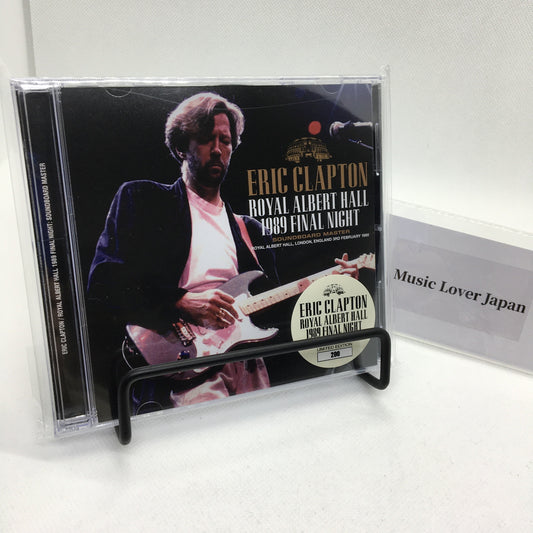 ERIC CLAPTON / ROYAL ALBERT HALL 1989 FINAL NIGHT: SOUNDBOARD MASTER
ERIC CLAPTON
ROYAL ALBERT HALL
1989 FINAL NIGHT
SOUNDBOARD MASTER
ROYAL ALBERT HALL, LONDON, ENGLAND 3RD FEBRUARY 1989
ERIC CLAPTON
ROYAL ALBERT HALL
1989 FINAL NIGHT
LIMITED EDITION
200
Music Lover Japan